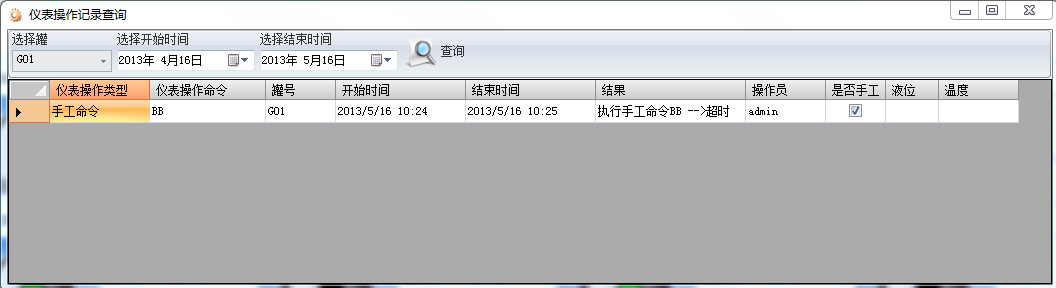 仪表操作记录查询
选择罐 选择开始时间 选择结束时间
G01 2013年 4月16日 2013年 5月16日 查询
仪表操作类型 仪表操作命令 罐号 开始时间 结束时间 结果 操作员 是否手工 液位 温度
手工命令 BB G01 2013/5/16 10:24 2013/5/16 10:25 执行手工命令BB -->超时 admin